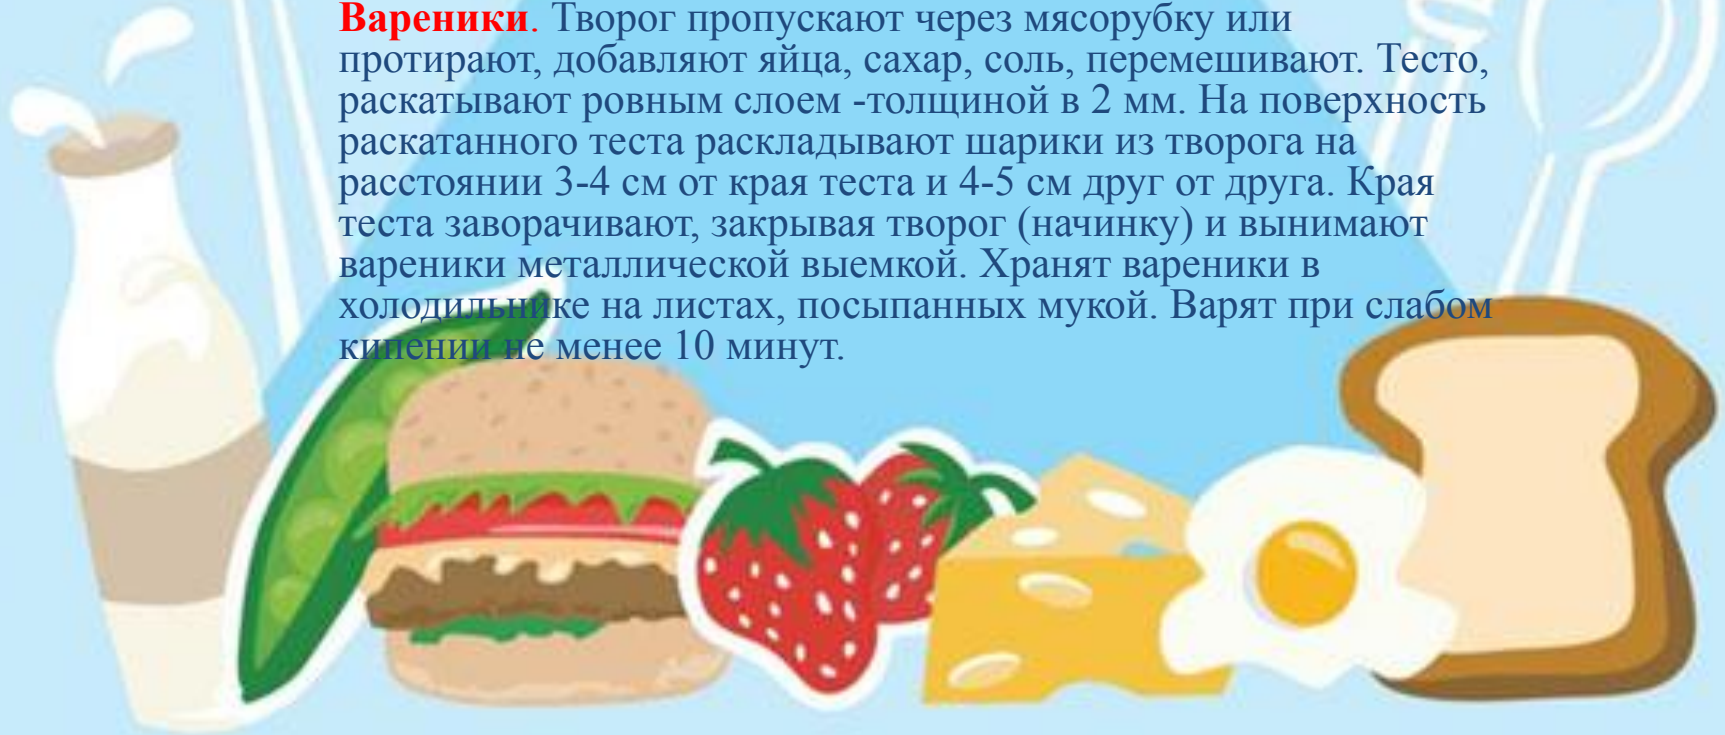 Вареники. Творог пропускают через мясорубку или
протирают, добавляют яйца, сахар, соль, перемешивают. Тесто,
раскатывают ровным слоем -толщиной в 2 мм. На поверхность
раскатанного теста раскладывают шарики из творога на
расстоянии 3-4 см от края теста и 4-5 см друг от друга. Края
теста заворачивают, закрывая творог (начинку) и вынимают
вареники металлической выемкой. Хранят вареники в
холодильнике на листах, посыпанных мукой. Варят при слабом
кипении не менее 10 минут.